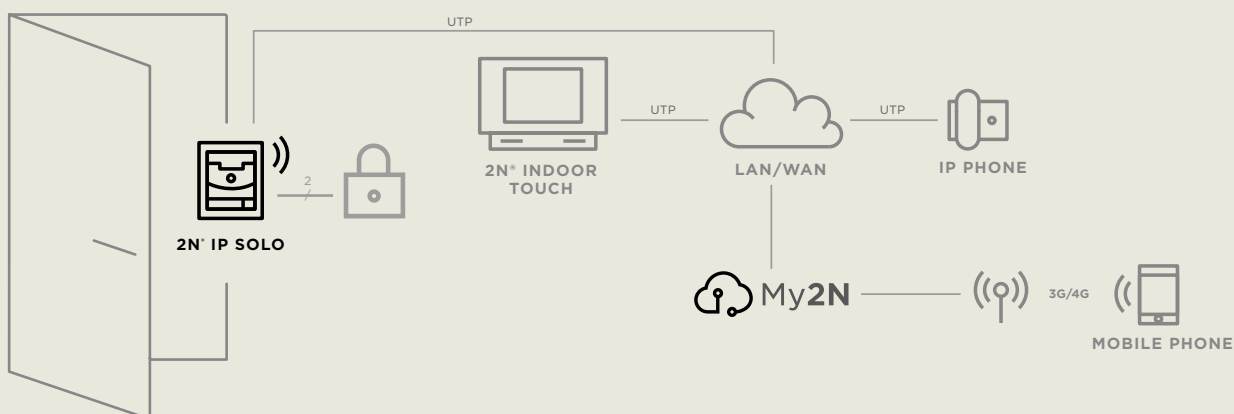 UTP
UTP
UTP
2
2N® INDOOR
TOUCH
LAN/WAN
IP PHONE
2N® IP SOLO
My2N
3G/4G
MOBILE PHONE